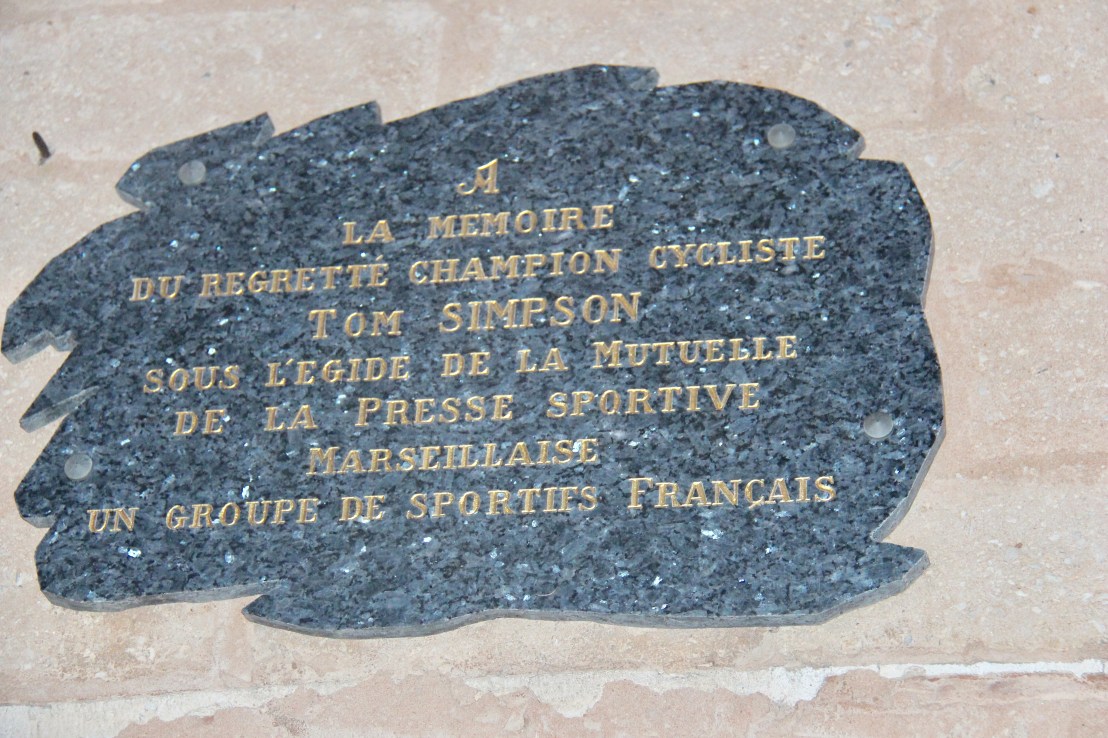 A
LA MEMOIRE
DU REGRETTÉ CHAMPION CYCLISTE
TOM SIMPSON
SOUS L'EGIDE DE LA MUTUELLE
DE LA PRESSE SPORTIVE
MARSEILLAISE
UN GROUPE DE SPORTIFS FRANÇAIS